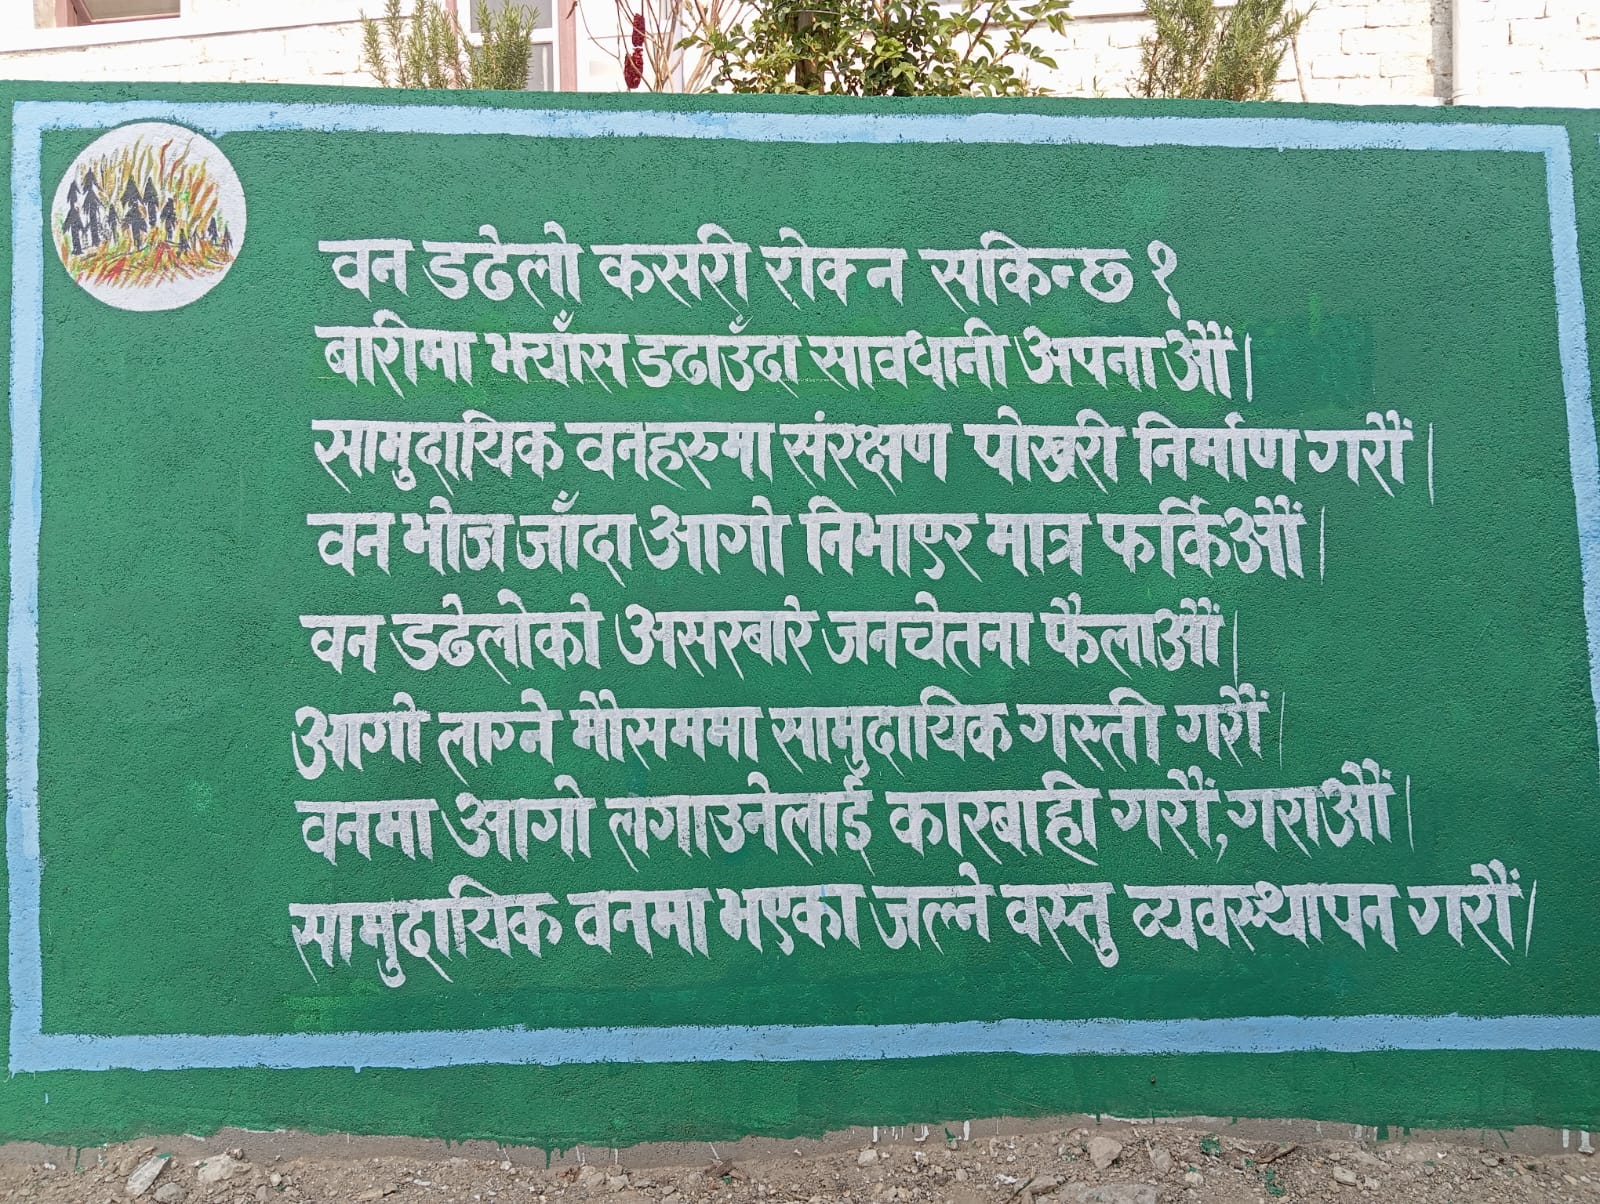 वन डढेलो कसरी रोक्न सकिन्छ ?
बारीमा भ्याँस डढाउँदा सावधानी अपनाऔं।
सामुदायिक वनहरुमा संरक्षण पोखरी निर्माण गरौं।
वन भोज जाँदा आगो निभाएर मात्र फर्किऔं।
वन डढेलोको असरबारे जनचेतना फैलाऔं।
आगो लाग्ने मौसममा सामुदायिक गस्ती गरौं।
वनमा आगो लगाउनेलाई कारबाही गरौं, गराऔं।
सामुदायिक वनमा भएका जल्ने वस्तु व्यवस्थापन गरौं।